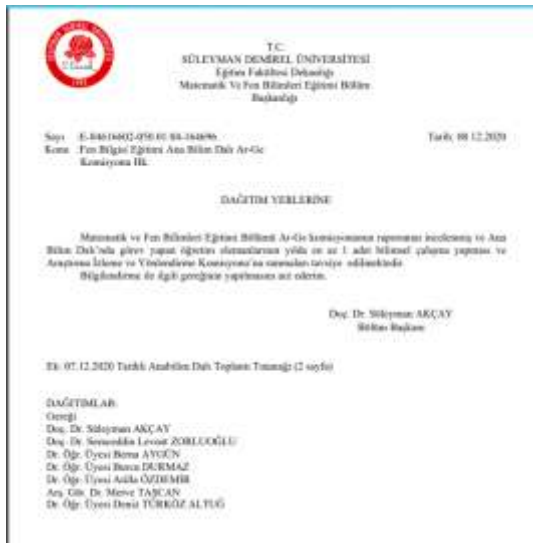 T.C.
SÜLEYMAN DEMİREL ÜNİVERSİTESİ
Eğitim Fakültesi Dekanlığı
Matematik Ve Fen Bilimleri Eğitimi Bölüm
Başkanlığı
Sayı : Tarih: 08.12.2020
Konu : Fen Bilgisi Eğitimi Ana Bilim Dalı Ar-Ge
Komisyonu Hk.
DAĞITIM YERLERİNE
Matematik ve Fen Bilimleri Eğitimi Bölümü Ar-Ge komisyonunun raporunun incelenmiş ve Ana
Bilim Dalı'nda görev yapan öğretim elemanlarının yılda en az 1 adet bilimsel çalışma yapması ve
Araştırma İzleme ve Yönlendirme Komisyonu'na sunmaları tavsiye edilmektedir.
Bilgilendirme ile ilgili gereğinin yapılmasını arz ederim.
Doç. Dr. Süleyman AKÇAY
Bölüm Başkanı
Ek: 07.12.2020 Tarihli Anabilim Dalı Toplantı Tutanağı (2 sayfa)
DAĞITIMLAR:
Gereği
Doç. Dr. Süleyman AKÇAY
Doç. Dr. Semseddin Levent ZORLUOĞLU
Dr. Öğr. Üyesi Berna AYGÜN
Dr. Öğr. Üyesi Burcu DURMAZ
Dr. Öğr. Üyesi Atilla ÖZDEMİR
Arş. Gör. Dr. Merve TAŞCAN
Dr. Öğr. Üyesi Deniz TÜRKÖZ ALTUĞ